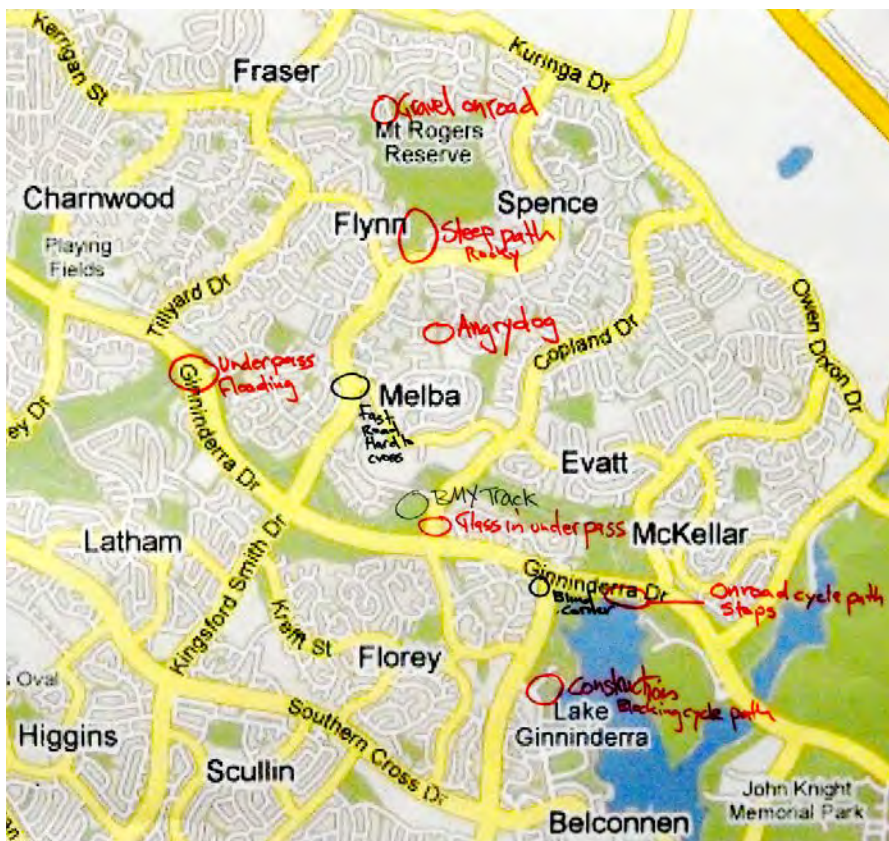 Kerrigan St
Fraser
Kuringa Dr
Gravel on road
Mt Rogers
Reserve
Charnwood
Spence
Flynn
Steep path
Rocky
Playing
Fields
Tillyard Dr
Angry dog
Copland Dr
Owen Dixon Dr
Underpass
Flooding
Ginninderra Dr
Melba
Fast
Road
Hard to
cross
ey Dr
Evatt
BMX Track
Glass in underpass
McKellar
Latham
Kingsford Smith Dr
Ginninderra Dr
Blind
corner
On road cycle path
Stops
Krefft St
Florey
s Oval
Construction
Blocking cycle path
Lake
Ginninderra
Southern Cross Dr
Higgins
Scullin
John Knight
Memorial Park
Belconnen